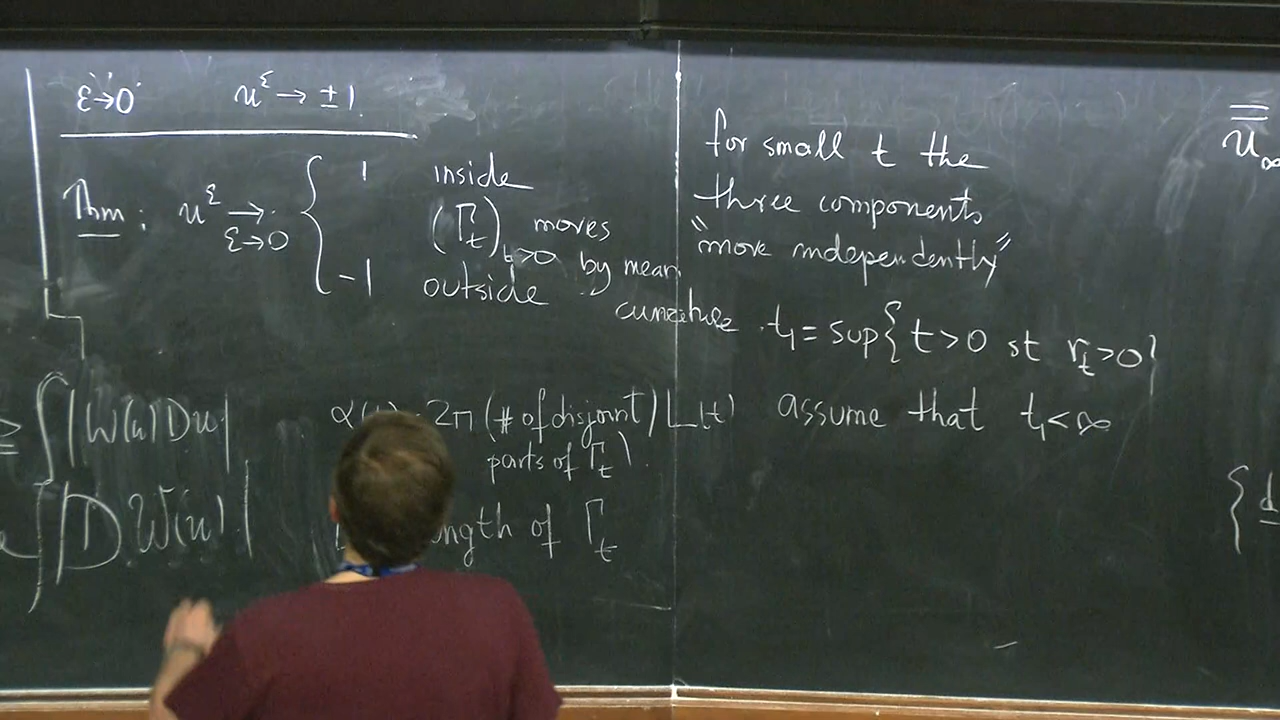 ε→0 u^ε → ±1
Thm: u^ε →_{ε→0} { 1 inside
(Γ_t)_{t>0} moves
by mean
-1 outside
curvature
≥ ∫|W(u)Du|
∫|D W(u)|
α( 2π (# of disjoint) L(t)
parts of Γ_t).
ngth of Γ_t
for small t the
three components
"move independently"
t_1 = sup{ t>0 st r_t>0}
assume that t_1<∞
u_∞
{ d